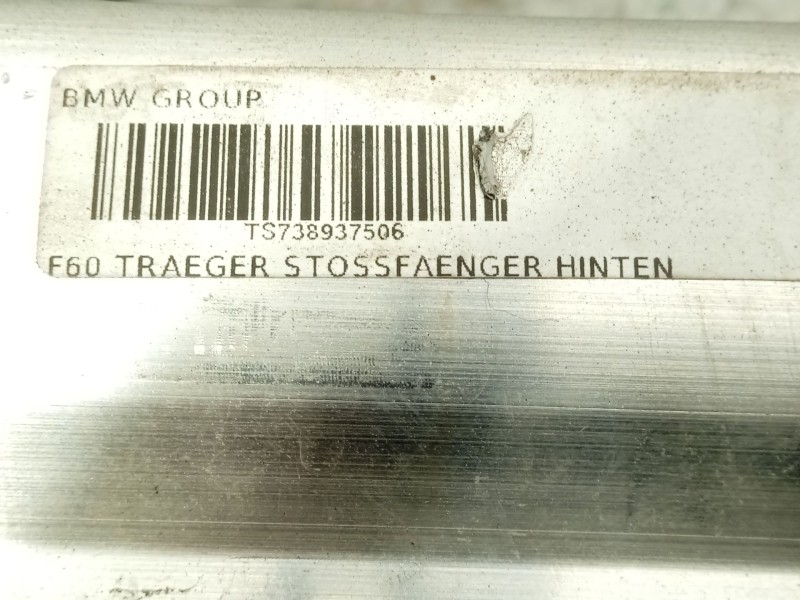 BMW GROUP
TS738937506
F60 TRAEGER STOSSFAENGER HINTEN